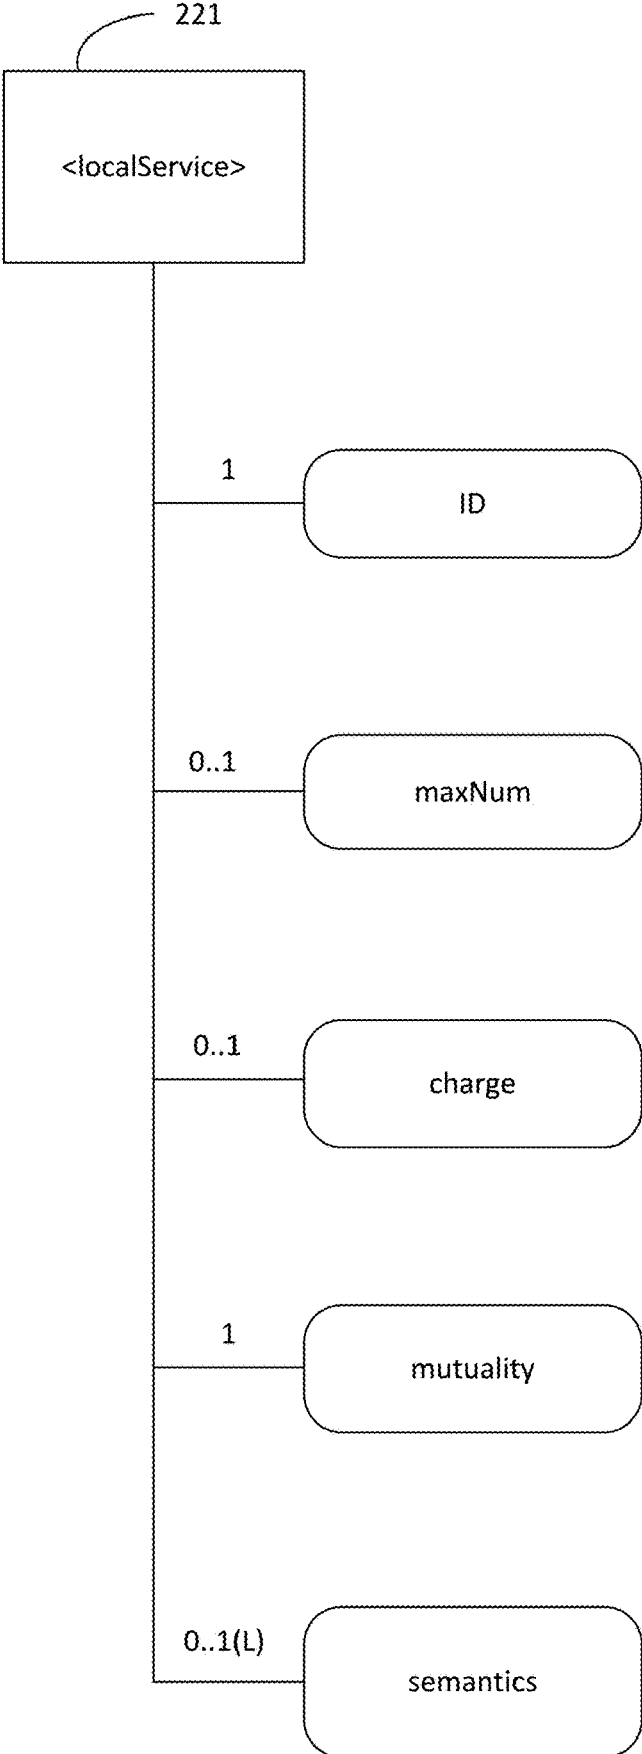 221
<localService>
1
ID
0..1
maxNum
0..1
charge
1
mutuality
0..1(L)
semantics